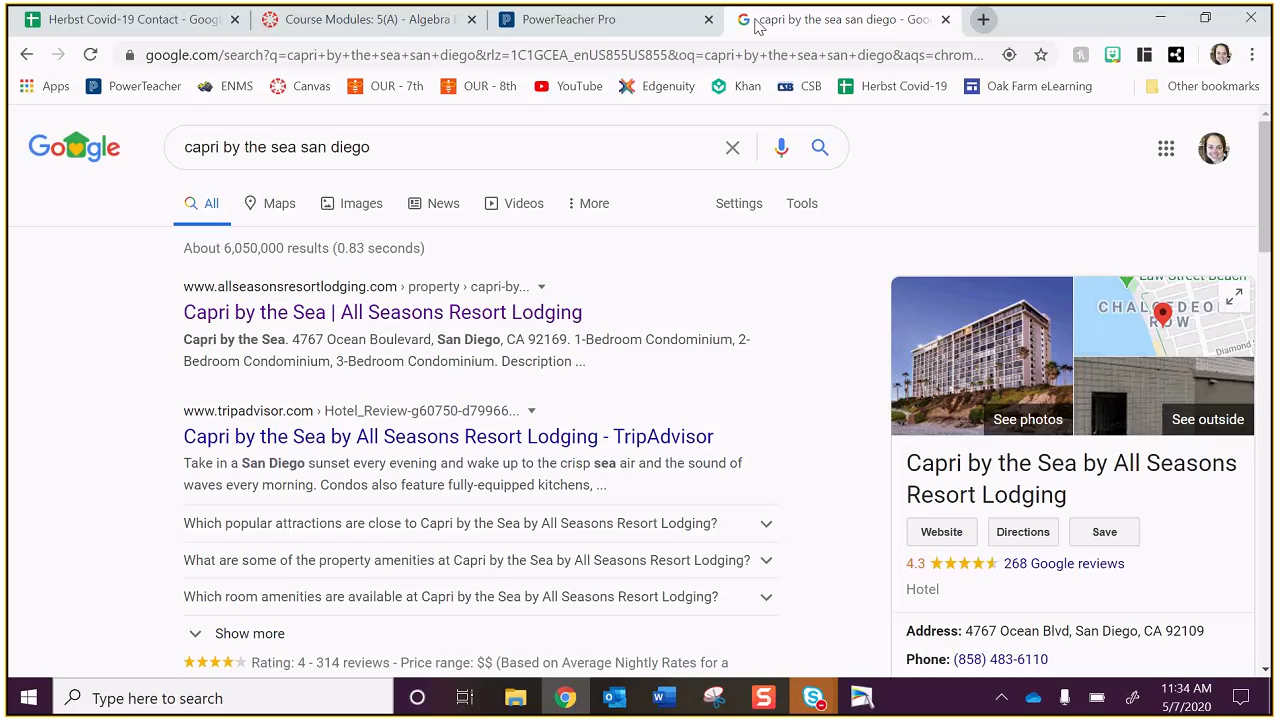 Herbst Covid-19 Contact - Googl
Course Modules: 5(A) - Algebra
PowerTeacher Pro
capri by the sea san diego - Goo
google.com/search?q=capri+by+the+sea+san+diego&rlz=1C1GCEA_enUS855US855&oq=capri+by+the+sea+san+diego&aqs=chrom...
Apps
PowerTeacher
ENMS
Canvas
OUR - 7th
OUR - 8th
YouTube
Edgenuity
Khan
CSB
CSB
Herbst Covid-19
Oak Farm eLearning
Other bookmarks
Google
capri by the sea san diego
All
Maps
Images
News
Videos
More
Settings
Tools
About 6,050,000 results (0.83 seconds)
www.allseasonsresortlodging.com › property › capri-by...
Capri by the Sea | All Seasons Resort Lodging
Capri by the Sea. 4767 Ocean Boulevard, San Diego, CA 92169. 1-Bedroom Condominium, 2-
Bedroom Condominium, 3-Bedroom Condominium. Description ...
www.tripadvisor.com › Hotel_Review-g60750-d79966...
Capri by the Sea by All Seasons Resort Lodging - TripAdvisor
Take in a San Diego sunset every evening and wake up to the crisp sea air and the sound of
waves every morning. Condos also feature fully-equipped kitchens, ...
Which popular attractions are close to Capri by the Sea by All Seasons Resort Lodging?
What are some of the property amenities at Capri by the Sea by All Seasons Resort Lodging?
Which room amenities are available at Capri by the Sea by All Seasons Resort Lodging?
Show more
Rating: 4 - 314 reviews - Price range: $$ (Based on Average Nightly Rates for a
Law Street Beach
CHALCEDO
ROW
Diamond
See photos
See outside
Capri by the Sea by All Seasons
Resort Lodging
Website
Directions
Save
4.3
268 Google reviews
Hotel
Address: 4767 Ocean Blvd, San Diego, CA 92109
Phone: (858) 483-6110
Type here to search
11:34 AM
5/7/2020